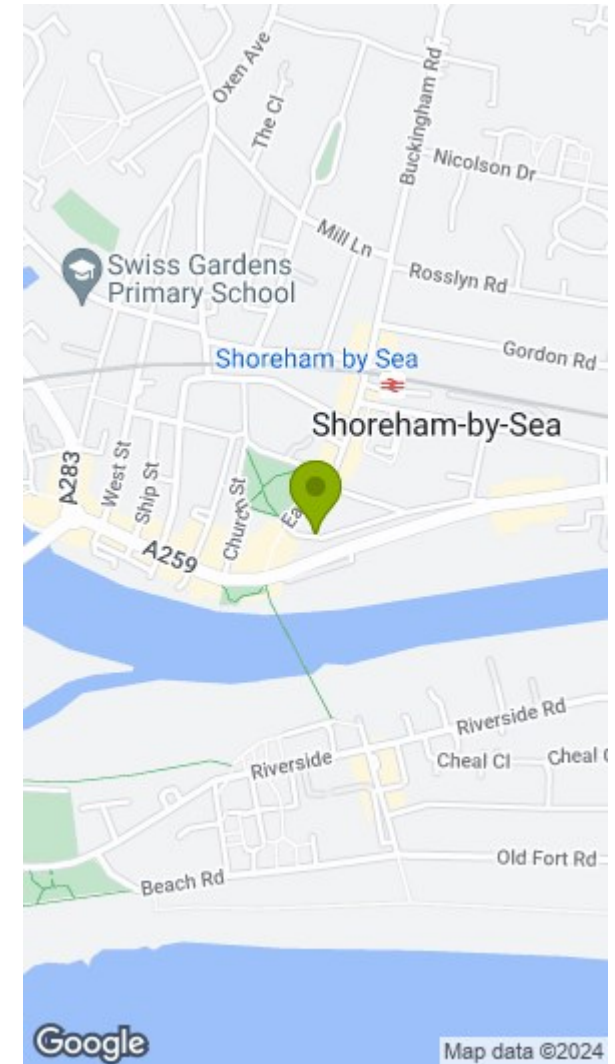 Oxen Ave
The Cl
Buckingham Rd
Nicolson Dr
Mill Ln
Swiss Gardens
Primary School
Rosslyn Rd
Gordon Rd
Shoreham by Sea
Shoreham-by-Sea
A283
West St
Ship St
Church St
Ea
A259
Riverside Rd
Riverside
Cheal Cl
Cheal C
Old Fort Rd
Beach Rd
Google
Map data ©2024